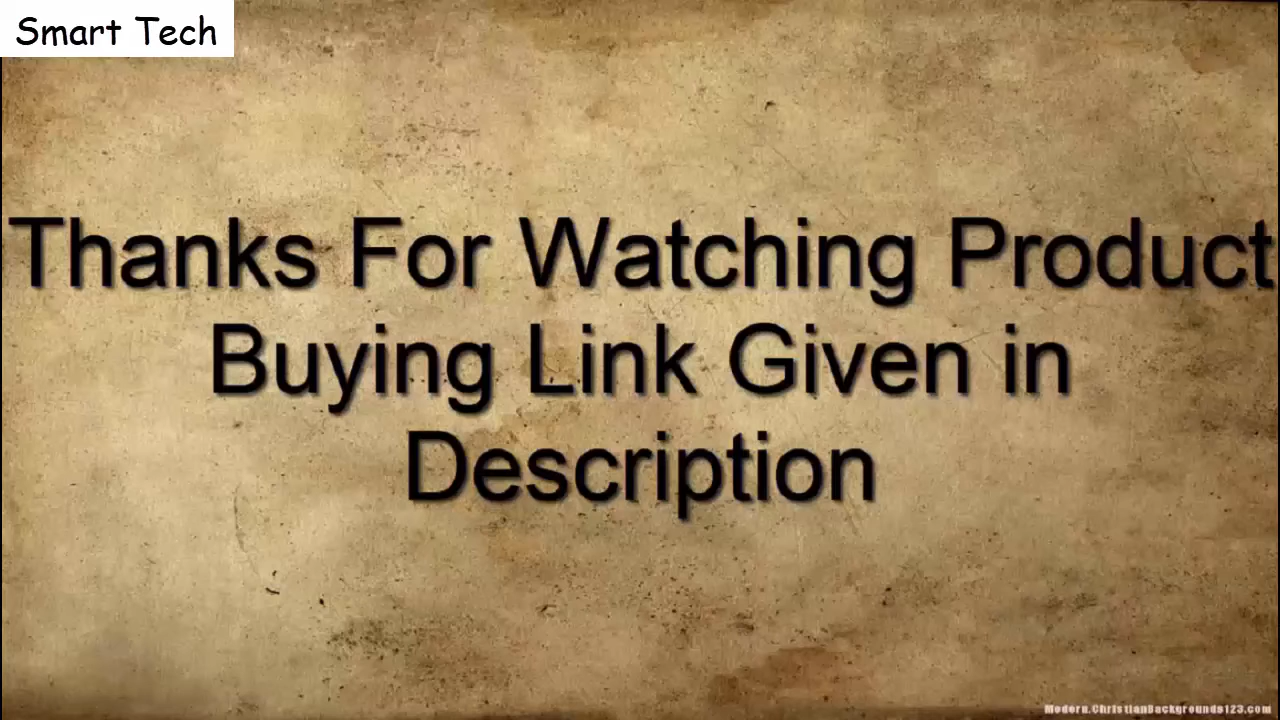 Smart Tech
Thanks For Watching Product
Buying Link Given in
Description
Modern.ChristianBackgrounds123.com